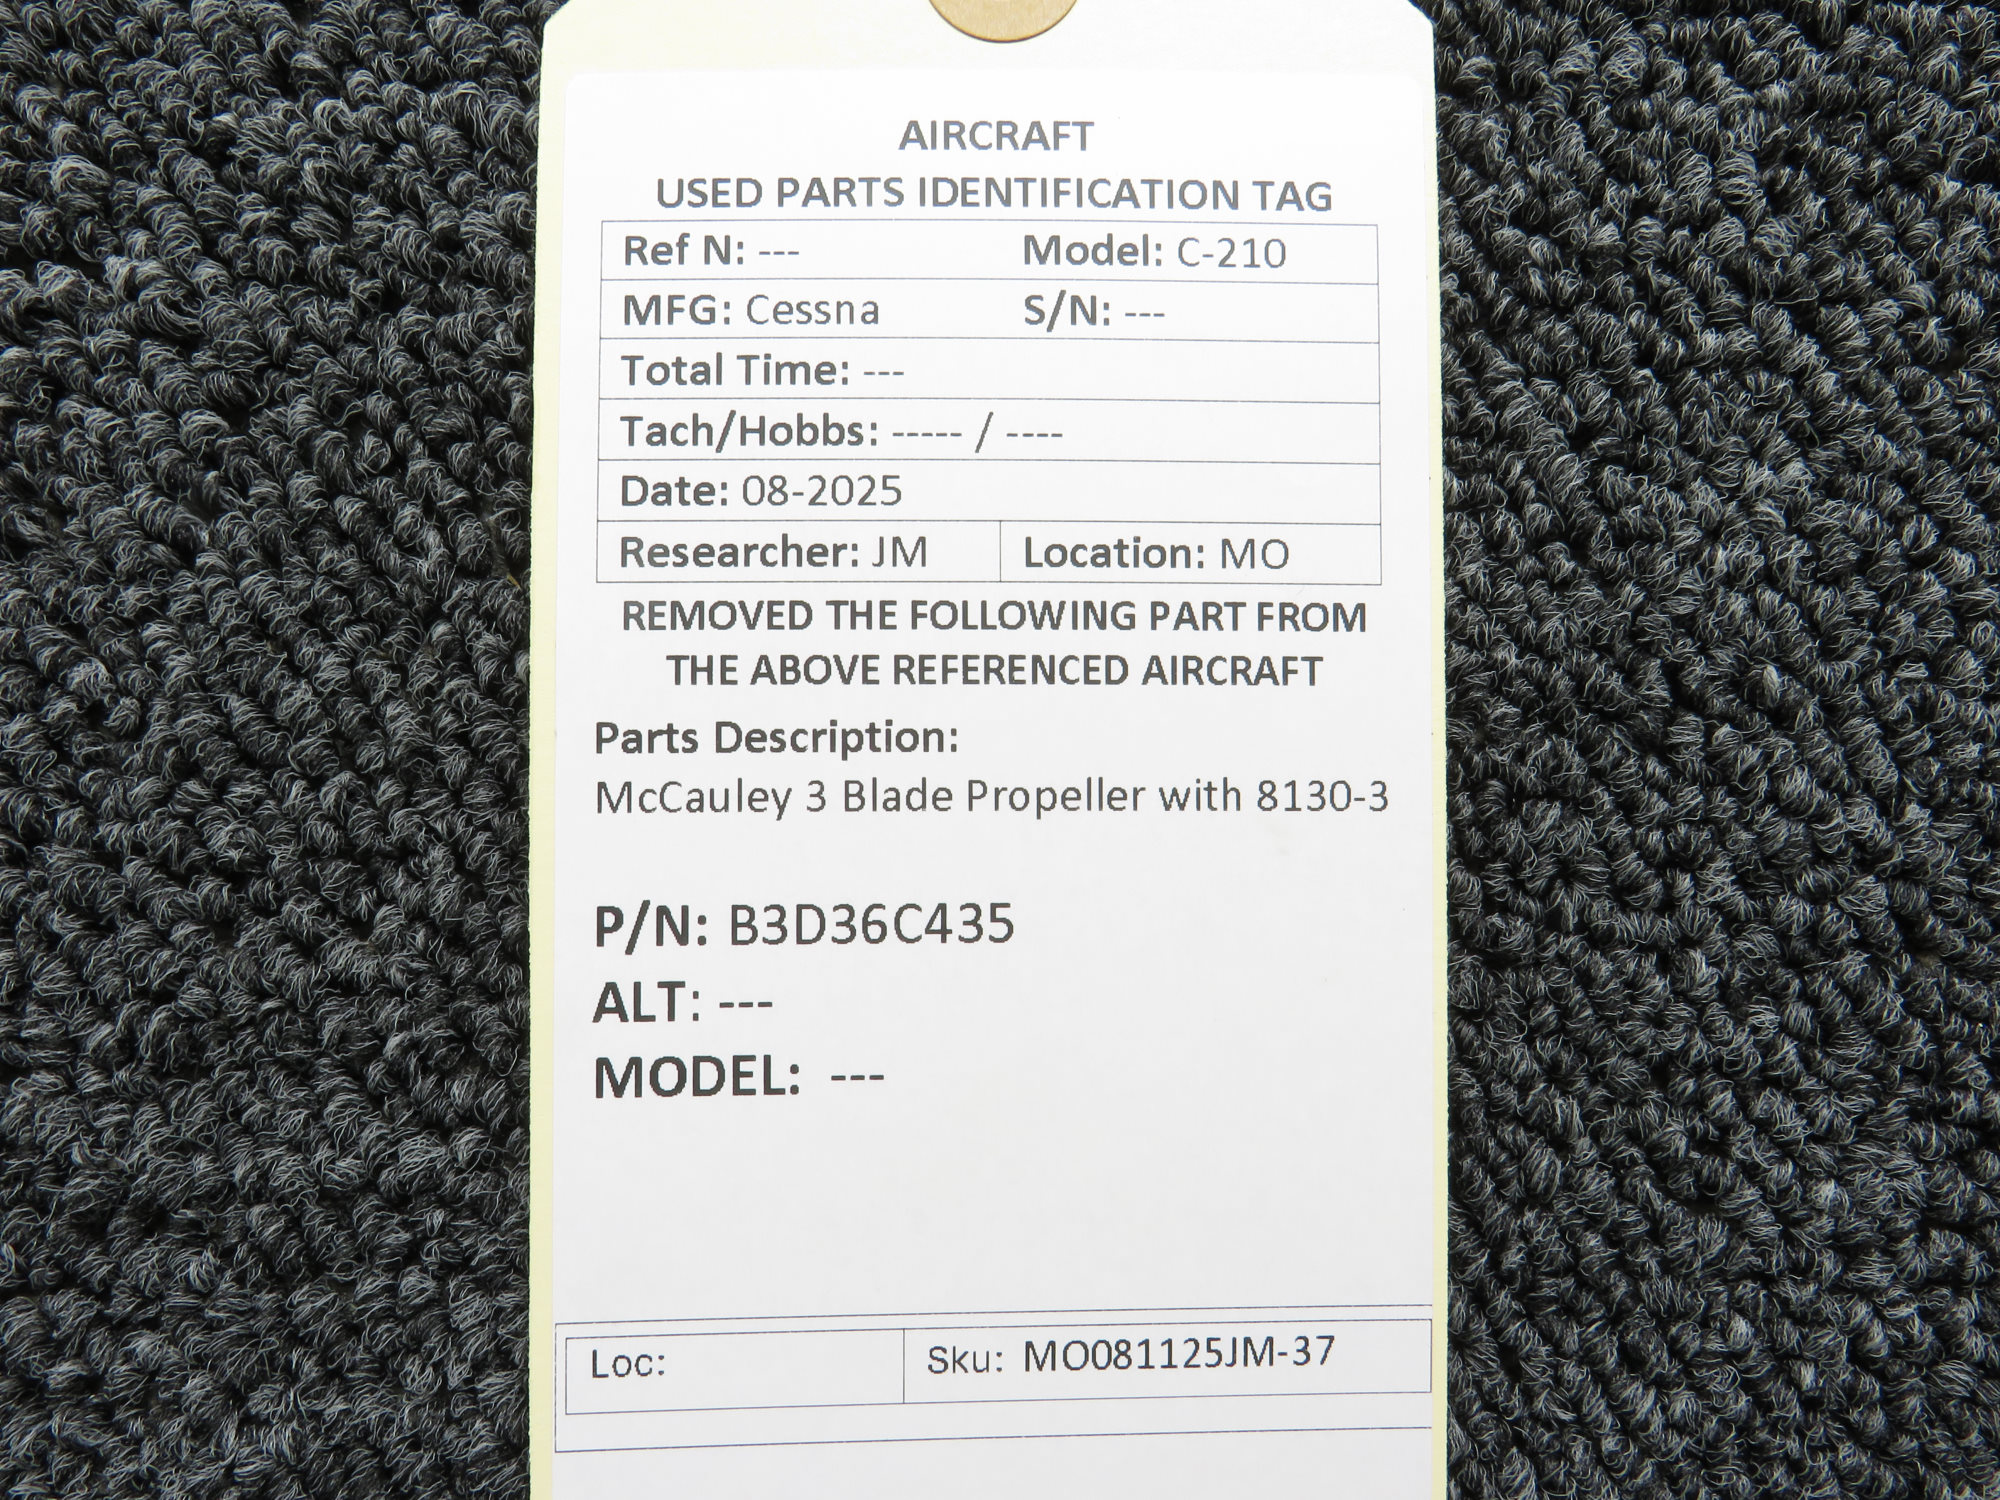 AIRCRAFT
USED PARTS IDENTIFICATION TAG
Ref N: --- Model: C-210
MFG: Cessna S/N: ---
Total Time: ---
Tach/Hobbs: ----- / ----
Date: 08-2025
Researcher: JM Location: MO
REMOVED THE FOLLOWING PART FROM
THE ABOVE REFERENCED AIRCRAFT
Parts Description:
McCauley 3 Blade Propeller with 8130-3
P/N: B3D36C435
ALT: ---
MODEL: ---
Loc: Sku: MO081125JM-37